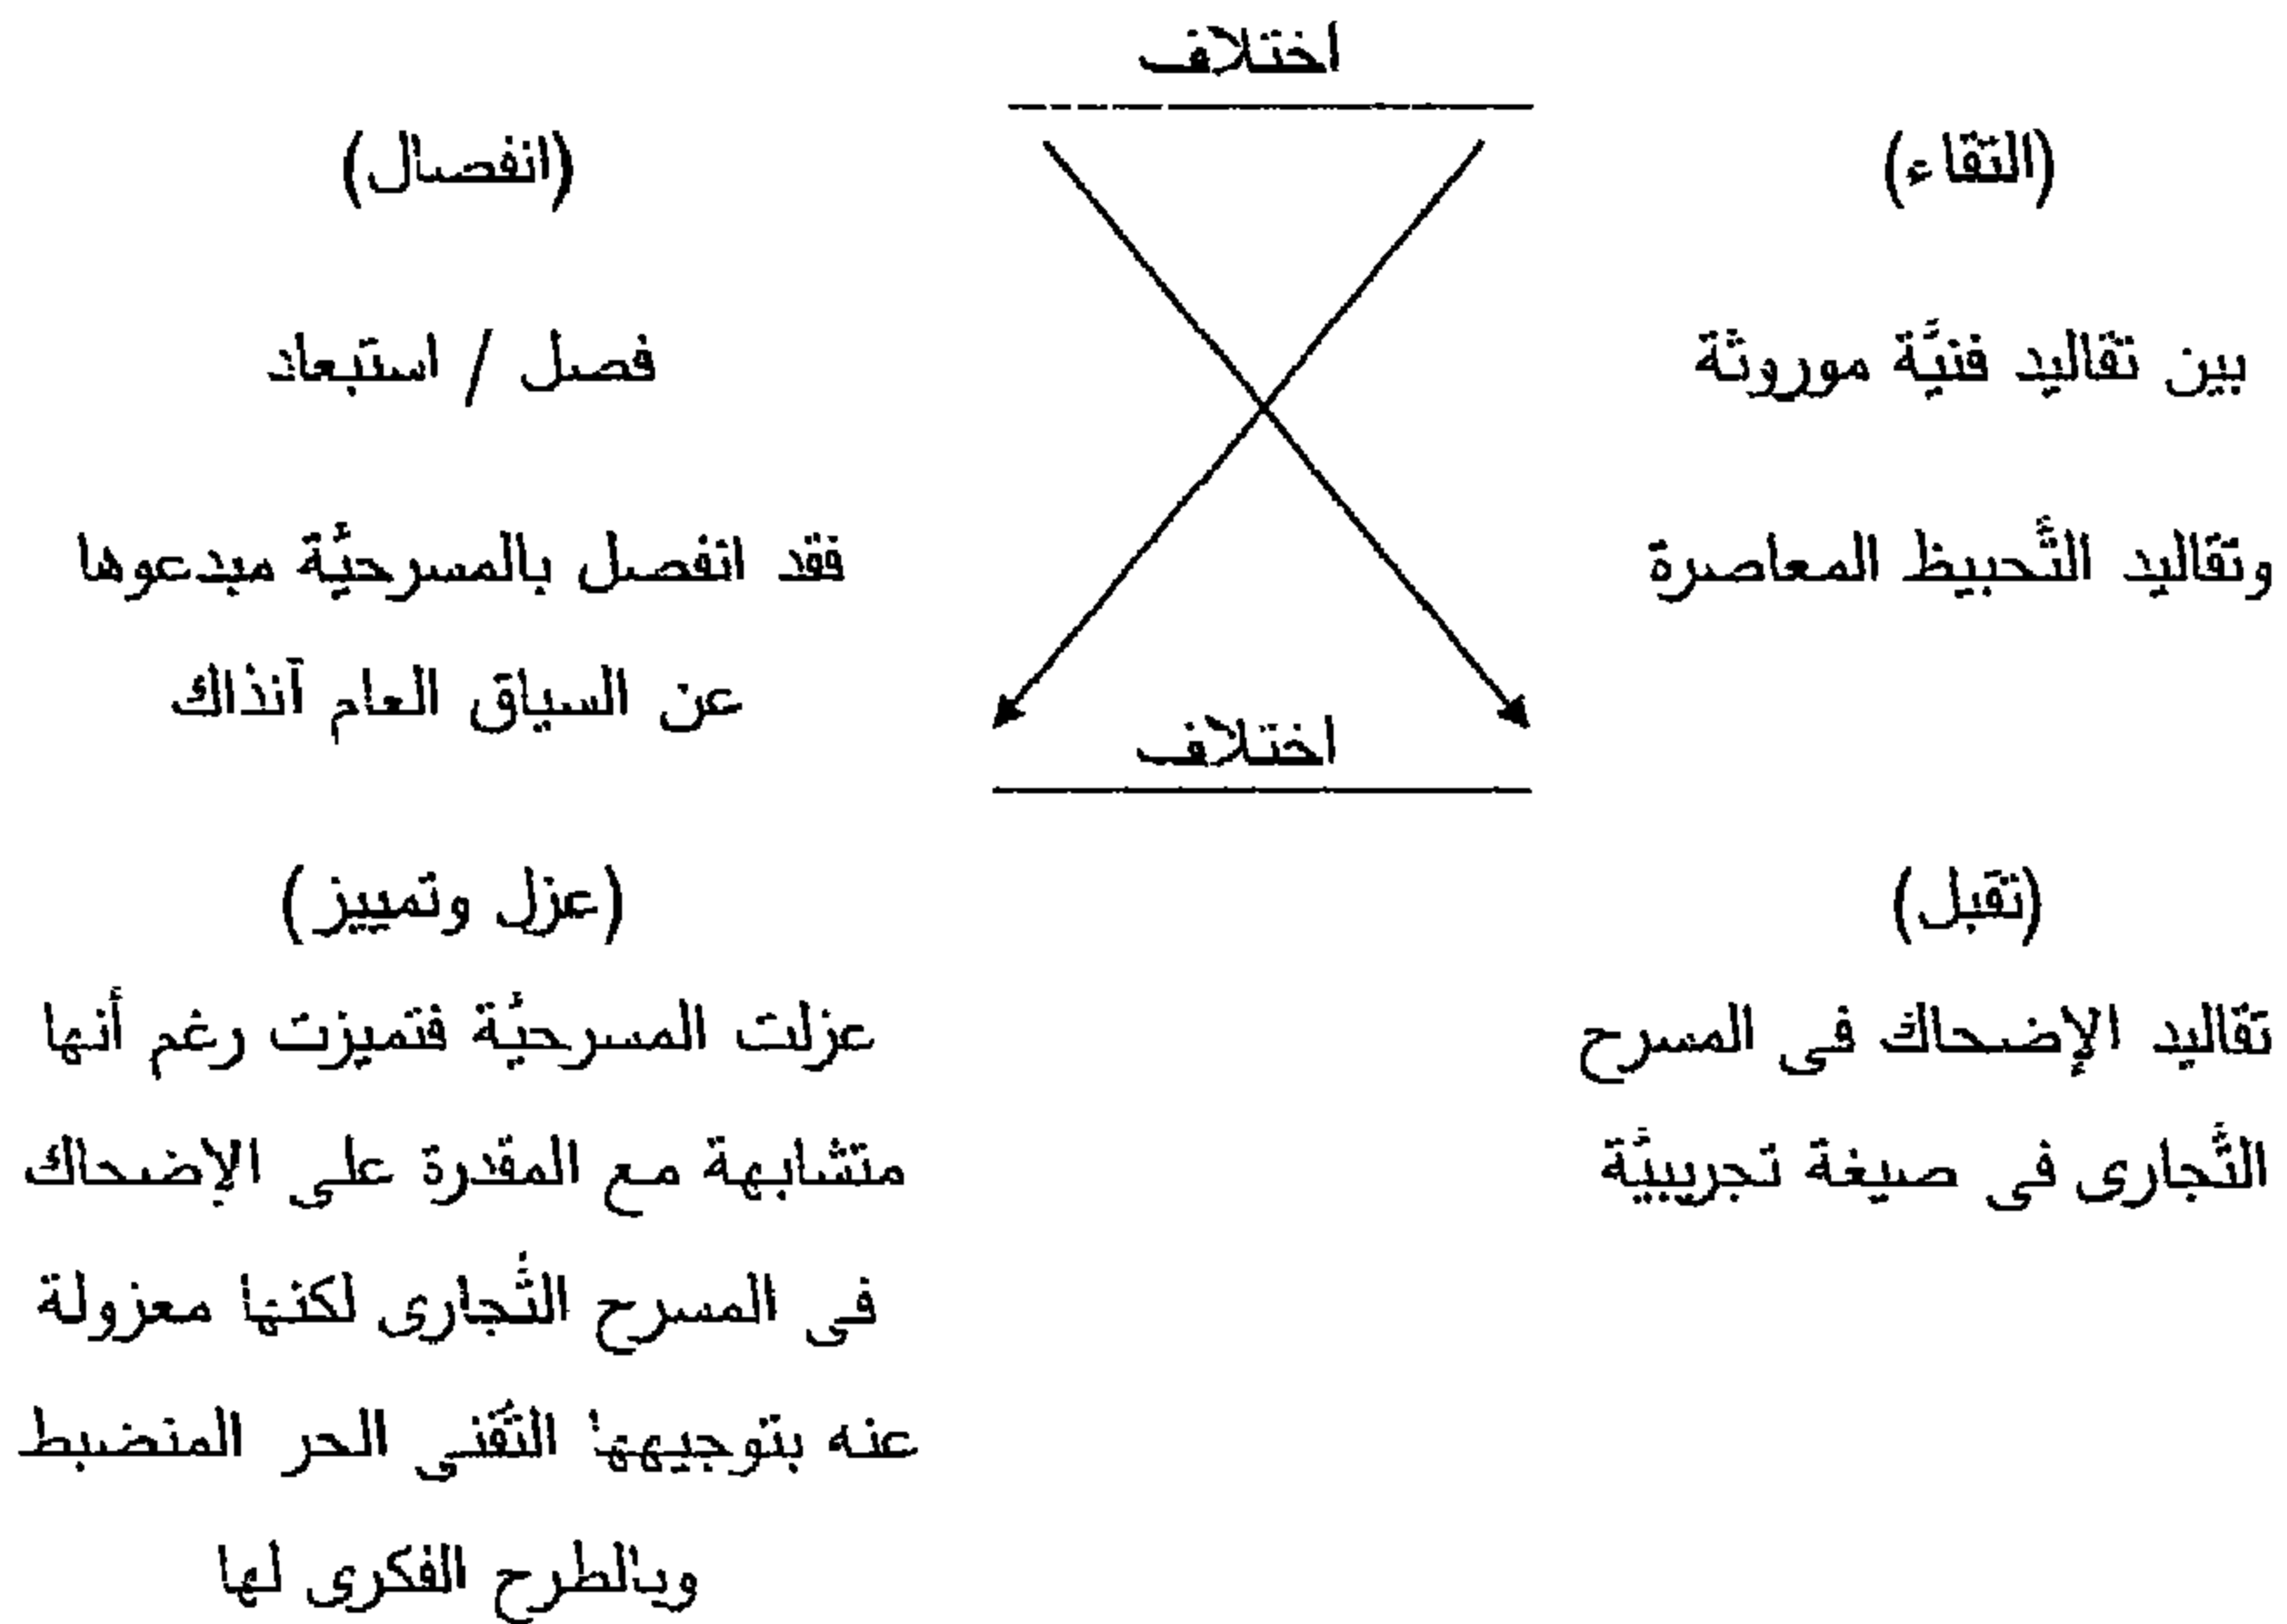 اختلاف
(التقاء)
(انفصال)
بين تقاليد فنيَّة موروثة
فصل / استبعاد
وتقاليد التَّحبيظ المعاصرة
فقد انفصل بالمسرحيَّة مبدعوها
عن السياق العام آنذاك
اختلاف
(تقبل)
(عزل وتمييز)
تقاليد الإضحاك فى المسرح
عزلت المسرحيَّة فتميزت رغم أنها
التَّجارى فى صيغة تجريبيَّة
متشابهة مع المقدرة على الإضحاك
فى المسرح التَّجارى لكنها معزولة
عنه بتوجيهها التَّقنى الحر المنضبط
وبالطرح الفكرى لها